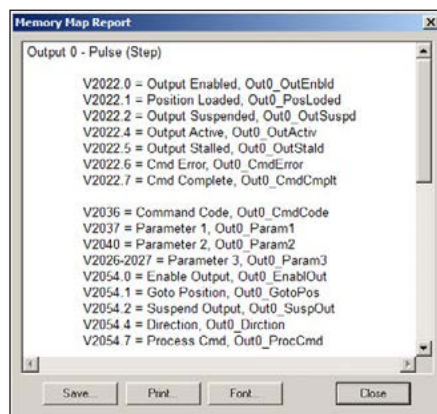 Memory Map Report
Output 0 - Pulse (Step)
V2022.0 = Output Enabled, Out0_OutEnbld
V2022.1 = Position Loaded, Out0_PosLoded
V2022.2 = Output Suspended, Out0_OutSuspd
V2022.4 = Output Active, Out0_OutActiv
V2022.5 = Output Stalled, Out0_OutStald
V2022.6 = Cmd Error, Out0_CmdError
V2022.7 = Cmd Complete, Out0_CmdCmplt
V2036 = Command Code, Out0_CmdCode
V2037 = Parameter 1, Out0_Param1
V2040 = Parameter 2, Out0_Param2
V2026-2027 = Parameter 3, Out0_Param3
V2054.0 = Enable Output, Out0_EnablOut
V2054.1 = Goto Position, Out0_GotoPos
V2054.2 = Suspend Output, Out0_SuspOut
V2054.4 = Direction, Out0_Dirction
V2054.7 = Process Cmd, Out0_ProcCmd
Save... Print... Font... Close